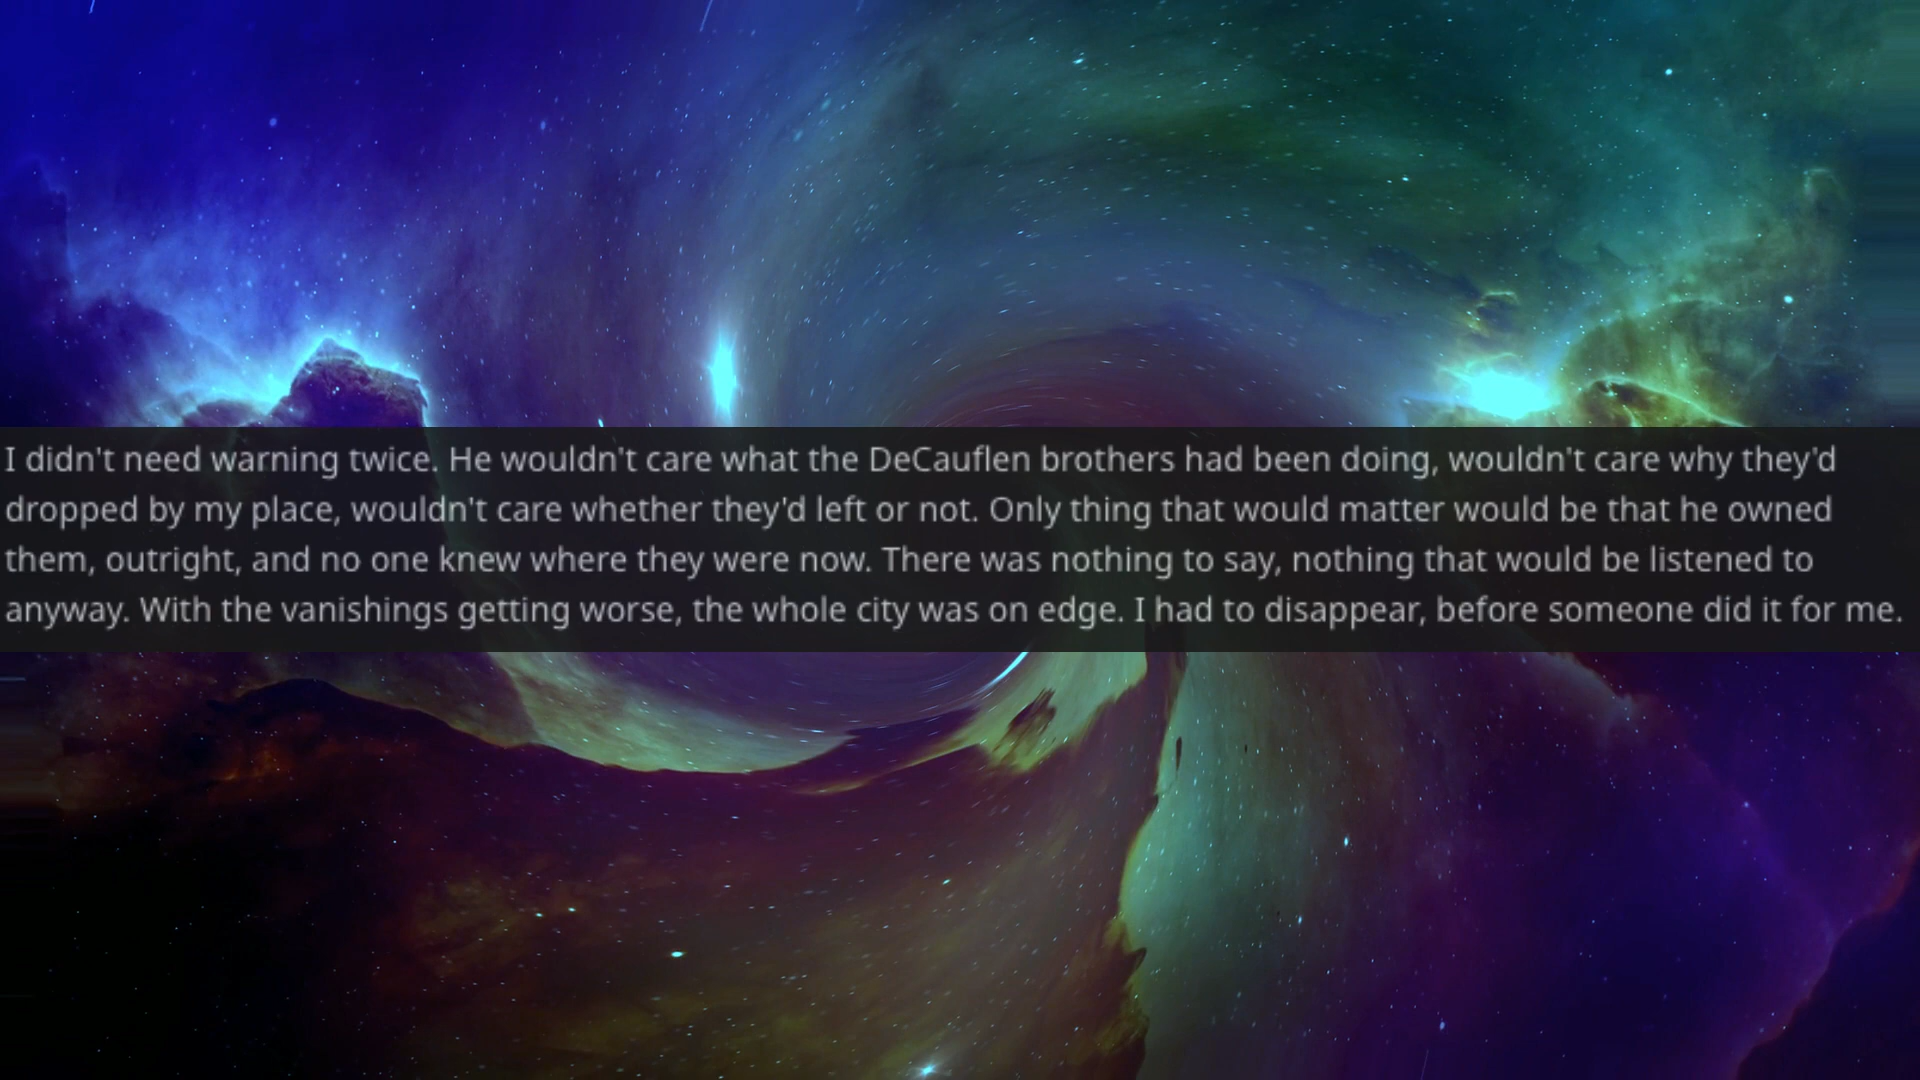 I didn't need warning twice. He wouldn't care what the DeCauflen brothers had been doing, wouldn't care why they'd
dropped by my place, wouldn't care whether they'd left or not. Only thing that would matter would be that he owned
them, outright, and no one knew where they were now. There was nothing to say, nothing that would be listened to
anyway. With the vanishings getting worse, the whole city was on edge. I had to disappear, before someone did it for me.